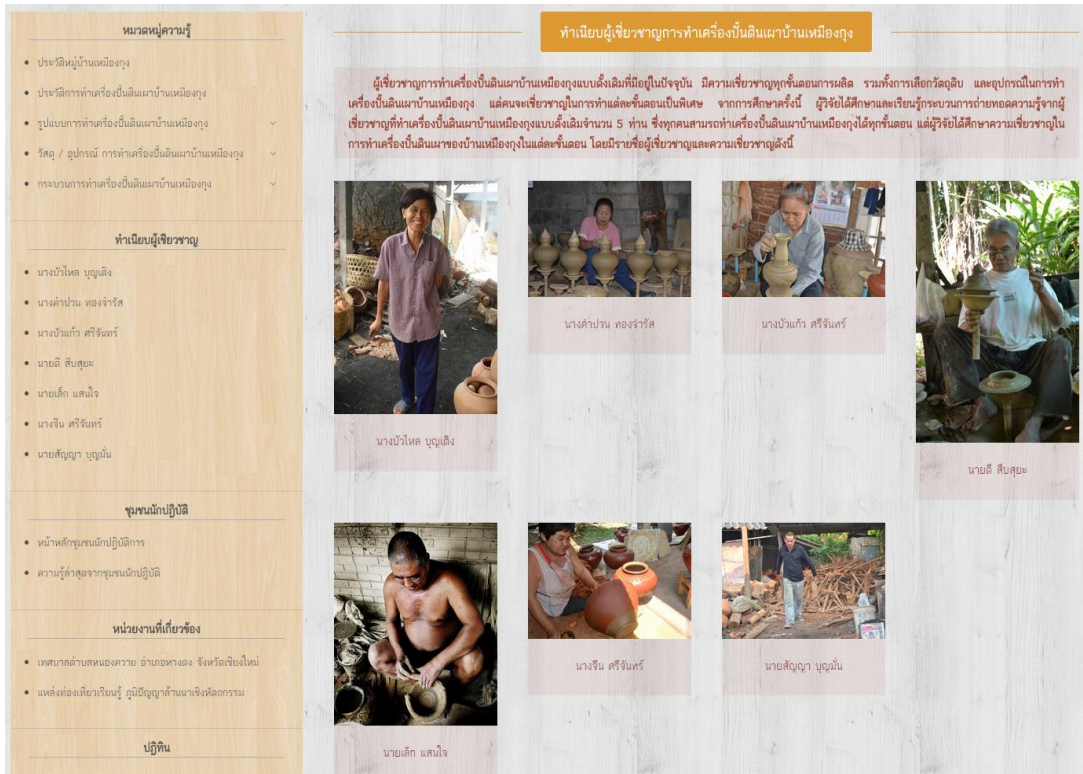 หมวดหมู่ความรู้
ประวัติหมู่บ้านเหมืองกุง
ประวัติการทำเครื่องปั้นดินเผาบ้านเหมืองกุง
รูปแบบการทำเครื่องปั้นดินเผาบ้านเหมืองกุง
วัสดุ / อุปกรณ์ การทำเครื่องปั้นดินเผาบ้านเหมืองกุง
กระบวนการทำเครื่องปั้นดินเผาบ้านเหมืองกุง
ทำเนียบผู้เชี่ยวชาญ
นางบัวไหล บุญเติง
นางคำปวน ทองจำรัส
นางบัวแก้ว ศรีจันทร์
นายดี สืบสุยะ
นายเล็ก แสนใจ
นางจีน ศรีจันทร์
นายสัญญา บุญมั่น
ชุมชนนักปฏิบัติ
หน้าหลักชุมชนนักปฏิบัติการ
ความรู้ล่าสุดจากชุมชนนักปฏิบัติ
หน่วยงานที่เกี่ยวข้อง
เทศบาลตำบลหนองควาย อำเภอหางดง จังหวัดเชียงใหม่
แหล่งท่องเที่ยวเรียนรู้ ภูมิปัญญาล้านนาเชิงหัตถกรรม
ปฏิทิน
ทำเนียบผู้เชี่ยวชาญการทำเครื่องปั้นดินเผาบ้านเหมืองกุง
ผู้เชี่ยวชาญการทำเครื่องปั้นดินเผาบ้านเหมืองกุงแบบดั้งเดิมที่มีอยู่ในปัจจุบัน มีความเชี่ยวชาญทุกขั้นตอนการผลิต รวมทั้งการเลือกวัตถุดิบ และอุปกรณ์ในการทำ
เครื่องปั้นดินเผาบ้านเหมืองกุง แต่คนจะเชี่ยวชาญในการทำแต่ละขั้นตอนเป็นพิเศษ จากการศึกษาครั้งนี้ ผู้วิจัยได้ศึกษาและเรียนรู้กระบวนการถ่ายทอดความรู้จากผู้
เชี่ยวชาญที่ทำเครื่องปั้นดินเผาบ้านเหมืองกุงแบบดั้งเดิมจำนวน 5 ท่าน ซึ่งทุกคนสามรถทำเครื่องปั้นดินเผาบ้านเหมืองกุงได้ทุกขั้นตอน แต่ผู้วิจัยได้ศึกษาความเชี่ยวชาญใน
การทำเครื่องปั้นดินเผาของบ้านเหมืองกุงในแต่ละขั้นตอน โดยมีรายชื่อผู้เชี่ยวชาญและความเชี่ยวชาญดังนี้
นางบัวไหล บุญเติง
นางคำปวน ทองจำรัส
นางบัวแก้ว ศรีจันทร์
นายดี สืบสุยะ
นายเล็ก แสนใจ
นางจีน ศรีจันทร์
นายสัญญา บุญมั่น